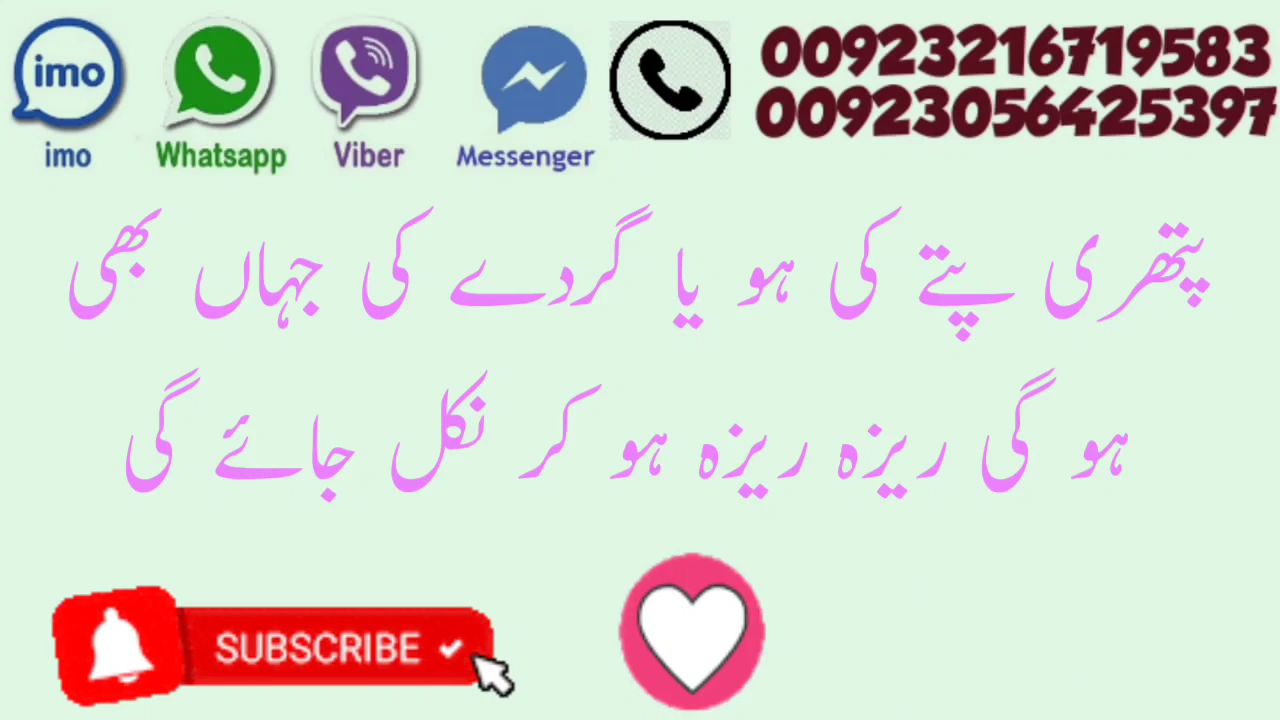 imo
00923216719583
00923056425397
imo Whatsapp Viber Messenger
پتھری پتے کی ہو یا گردے کی جہاں بھی
ہو گی ریزہ ریزہ ہو کر نکل جائے گی
SUBSCRIBE